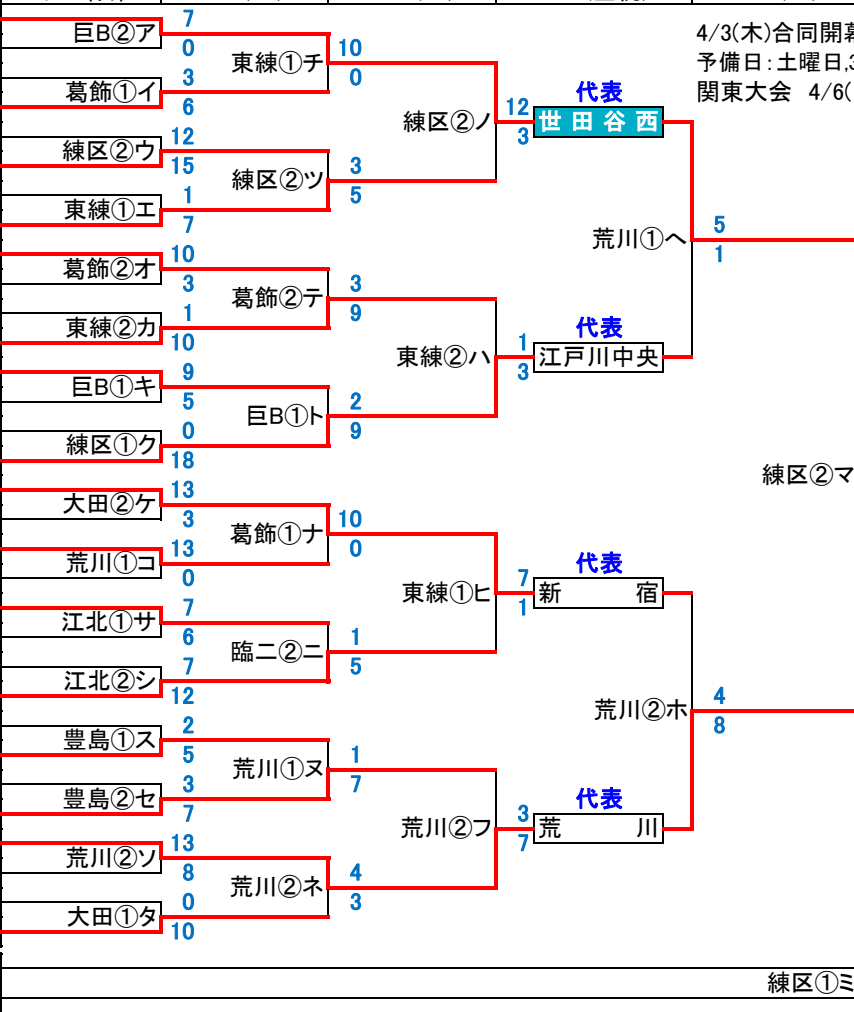 4/3(木)合同開幕
予備日:土曜日,3
関東大会 4/6(
巨B②ア
7
0
葛飾①イ
3
6
東練①チ
10
0
練区②ウ
12
15
東練①エ
1
7
練区②ツ
3
5
練区②ノ
12
3
代表
世田谷西
葛飾②オ
10
3
東練②カ
1
10
葛飾②テ
3
9
巨B①キ
9
5
練区①ク
0
18
巨B①ト
2
9
東練②ハ
1
3
代表
江戸川中央
荒川①ヘ
5
1
練区②マ
大田②ケ
13
3
荒川①コ
13
0
葛飾①ナ
10
0
江北①サ
7
6
江北②シ
7
12
臨二②ニ
1
5
東練①ヒ
7
1
代表
新 宿
豊島①ス
2
5
豊島②セ
3
7
荒川①ヌ
1
7
荒川②ソ
13
8
大田①タ
0
10
荒川②ネ
4
3
荒川②フ
3
7
代表
荒 川
荒川②ホ
4
8
練区①ミ